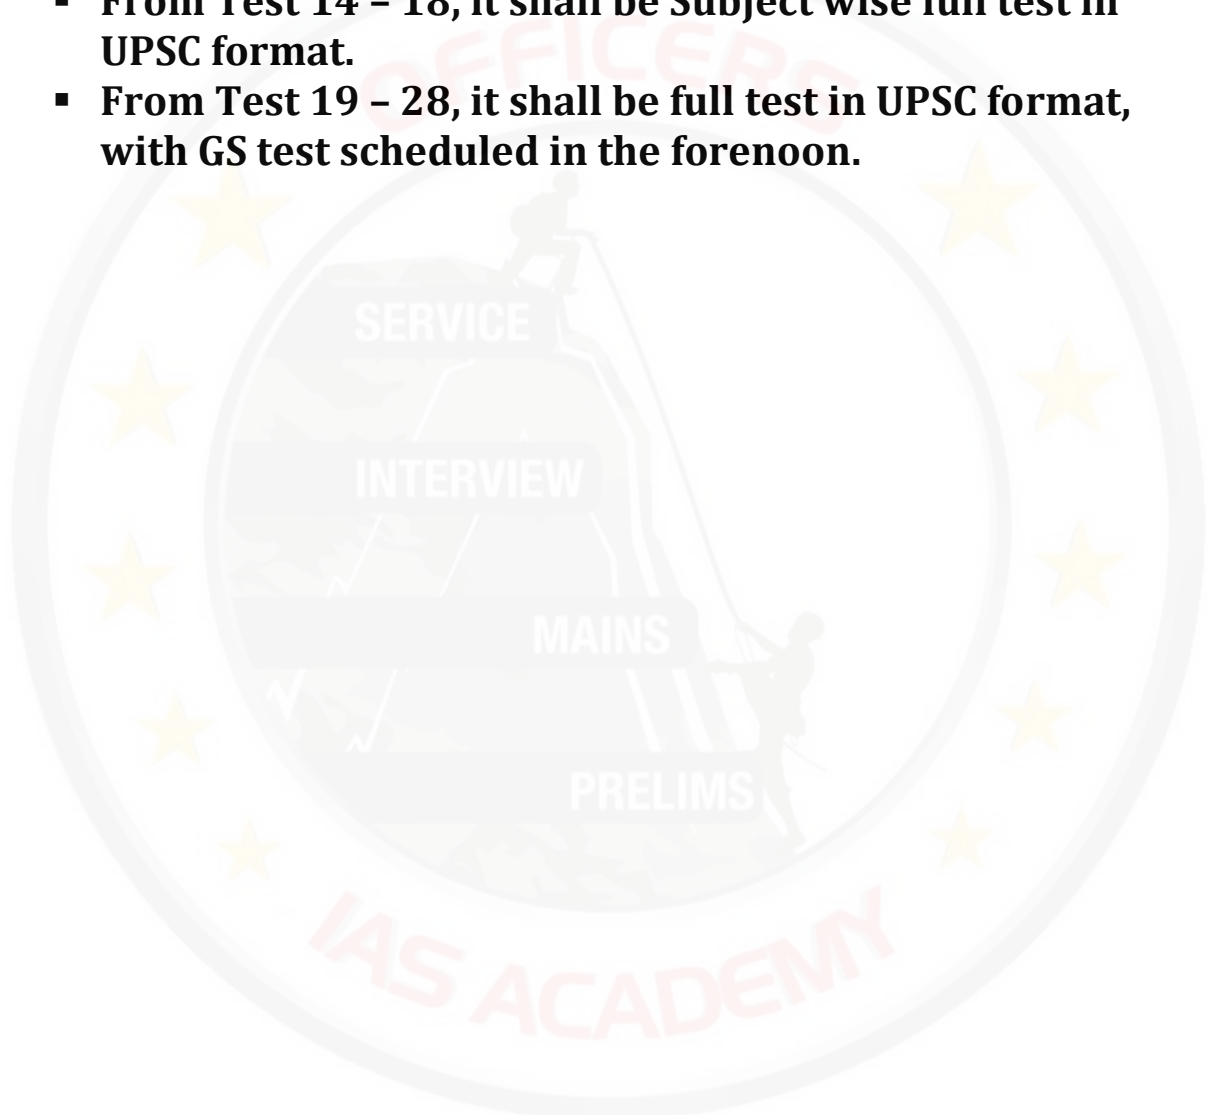 ▪ From Test 14 – 18, it shall be Subject wise full test in
UPSC format.
▪ From Test 19 – 28, it shall be full test in UPSC format,
with GS test scheduled in the forenoon.
OFFICERS
SERVICE
INTERVIEW
MAINS
PRELIMS
IAS ACADEMY